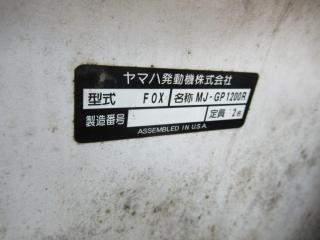 ヤマハ発動機株式会社
型式 FOX 名称 MJ-GP1200R
製造番号 定員 2名
ASSEMBLED IN U.S.A.